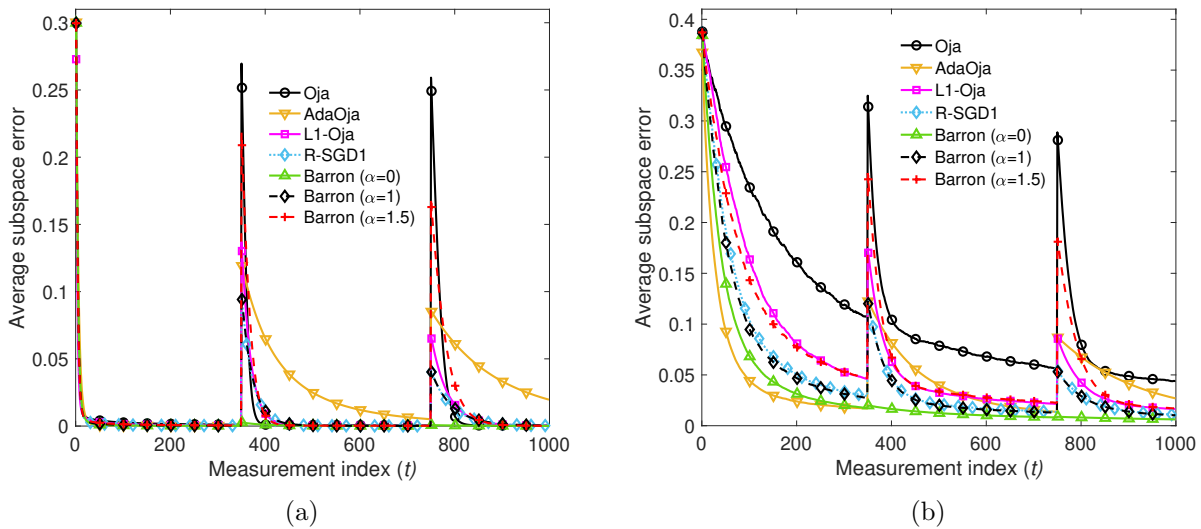 0.3
0.25
0.2
0.15
0.1
0.05
0
Average subspace error
Oja
AdaOja
L1-Oja
R-SGD1
Barron (α=0)
Barron (α=1)
Barron (α=1.5)
0 200 400 600 800 1000
Measurement index (t)
(a)
0.4
0.35
0.3
0.25
0.2
0.15
0.1
0.05
0
Average subspace error
Oja
AdaOja
L1-Oja
R-SGD1
Barron (α=0)
Barron (α=1)
Barron (α=1.5)
0 200 400 600 800 1000
Measurement index (t)
(b)